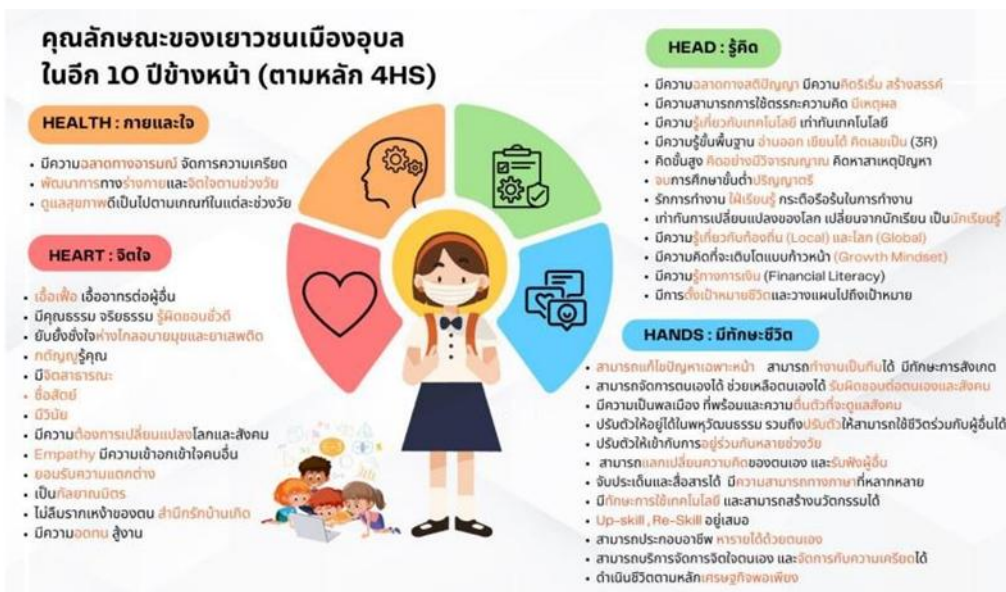 คุณลักษณะของเยาวชนเมืองอุบล
ในอีก 10 ปีข้างหน้า (ตามหลัก 4HS)
HEALTH : กายและใจ
• มีความฉลาดทางอารมณ์ จัดการความเครียด
• พัฒนาการทางร่างกายและจิตใจตามช่วงวัย
• ดูแลสุขภาพดีเป็นไปตามเกณฑ์ในแต่ละช่วงวัย
HEART : จิตใจ
• เอื้อเฟื้อ เอื้ออาทรต่อผู้อื่น
• มีคุณธรรม จริยธรรม รู้ผิดชอบชั่วดี
• ยับยั้งชั่งใจห่างไกลอบายมุขและยาเสพติด
• กตัญญูรู้คุณ
• มีจิตสาธารณะ
• ซื่อสัตย์
• มีวินัย
• มีความต้องการเปลี่ยนแปลงโลกและสังคม
• Empathy มีความเข้าอกเข้าใจคนอื่น
• ยอมรับความแตกต่าง
• เป็นกัลยาณมิตร
• ไม่ลืมรากเหง้าของตน สำนึกรักบ้านเกิด
• มีความอดทน สู้งาน
HEAD : รู้คิด
• มีความฉลาดทางสติปัญญา มีความคิดริเริ่ม สร้างสรรค์
• มีความสามารถการใช้ตรรกะความคิด มีเหตุผล
• มีความรู้เกี่ยวกับเทคโนโลยี เท่าทันเทคโนโลยี
• มีความรู้ขั้นพื้นฐาน อ่านออก เขียนได้ คิดเลขเป็น (3R)
• คิดขั้นสูง คิดอย่างมีวิจารณญาณ คิดหาสาเหตุปัญหา
• จบการศึกษาขั้นต่ำปริญญาตรี
• รักการทำงาน ใฝ่เรียนรู้ กระตือรือร้นในการทำงาน
• เท่าทันการเปลี่ยนแปลงของโลก เปลี่ยนจากนักเรียน เป็นนักเรียนรู้
• มีความรู้เกี่ยวกับท้องถิ่น (Local) และโลก (Global)
• มีความคิดที่จะเติบโตแบบก้าวหน้า (Growth Mindset)
• มีความรู้ทางการเงิน (Financial Literacy)
• มีการตั้งเป้าหมายชีวิตและวางแผนไปถึงเป้าหมาย
HANDS : มีทักษะชีวิต
• สามารถแก้ไขปัญหาเฉพาะหน้า สามารถทำงานเป็นทีมได้ มีทักษะการสังเกต
• สามารถจัดการตนเองได้ ช่วยเหลือตนเองได้ รับผิดชอบต่อตนเองและสังคม
• มีความเป็นพลเมือง ที่พร้อมและความตื่นตัวที่จะดูแลสังคม
• ปรับตัวให้อยู่ได้ในพหุวัฒนธรรม รวมถึงปรับตัวให้สามารถใช้ชีวิตร่วมกับผู้อื่นได้
• ปรับตัวให้เข้ากับการอยู่ร่วมกับหลายช่วงวัย
• สามารถแลกเปลี่ยนความคิดของตนเอง และรับฟังผู้อื่น
• จับประเด็นและสื่อสารได้ มีความสามารถทางภาษาที่หลากหลาย
• มีทักษะการใช้เทคโนโลยี และสามารถสร้างนวัตกรรมได้
• Up-skill , Re-Skill อยู่เสมอ
• สามารถประกอบอาชีพ หารายได้ด้วยตนเอง
• สามารถบริการจัดการจิตใจตนเอง และจัดการกับความเครียดได้
• ดำเนินชีวิตตามหลักเศรษฐกิจพอเพียง